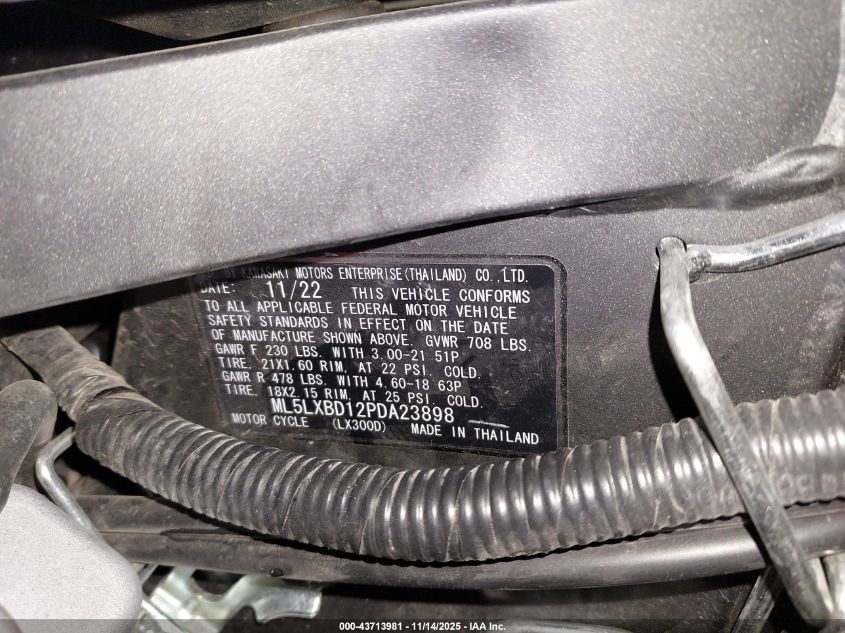 BY KAWASAKI MOTORS ENTERPRISE(THAILAND) CO.,LTD.
DATE: 11/22 THIS VEHICLE CONFORMS
TO ALL APPLICABLE FEDERAL MOTOR VEHICLE
SAFETY STANDARDS IN EFFECT ON THE DATE
OF MANUFACTURE SHOWN ABOVE. GVWR 708 LBS.
GAWR F 230 LBS. WITH 3.00-21 51P
TIRE, 21X1.60 RIM, AT 22 PSI. COLD.
GAWR R 478 LBS. WITH 4.60-18 63P
TIRE, 18X2.15 RIM, AT 25 PSI. COLD.
ML5LXBD12PDA23898
MOTOR CYCLE (LX300D) MADE IN THAILAND
000-43713981 - 11/14/2025 - IAA Inc.